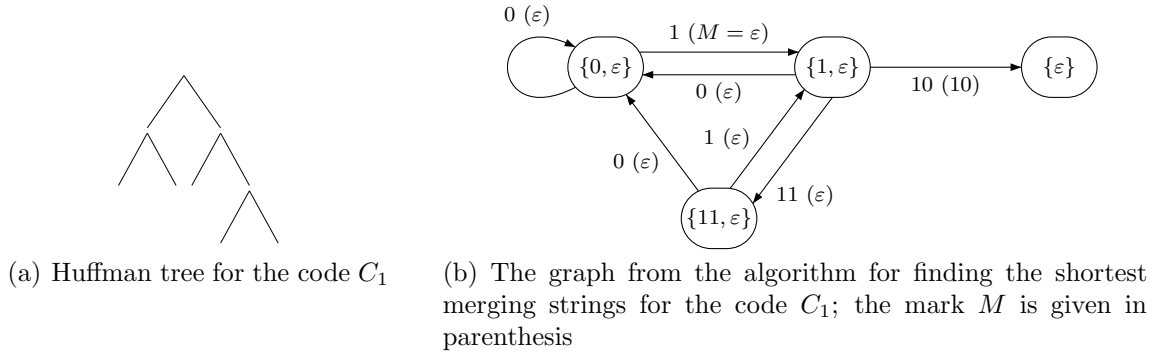 0 (ε)
1 (M = ε)
{0, ε}
{1, ε}
{ε}
0 (ε)
10 (10)
1 (ε)
0 (ε)
11 (ε)
{11, ε}
(a) Huffman tree for the code C₁
(b) The graph from the algorithm for finding the shortest
merging strings for the code C₁; the mark M is given in
parenthesis